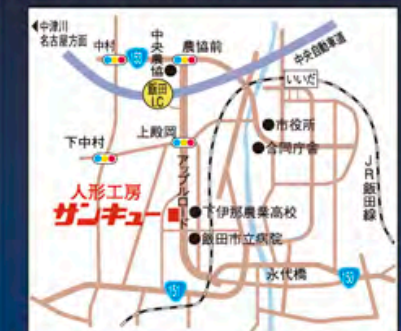 中津川
名古屋方面
中村
153
中央農協
農協前
中央自動車道
飯田
I.C.
いいだ
市役所
合同庁舎
上殿岡
下中村
アップルロード
JR飯田線
人形工房
サンキュー
下伊那農業高校
飯田市立病院
永代橋
151